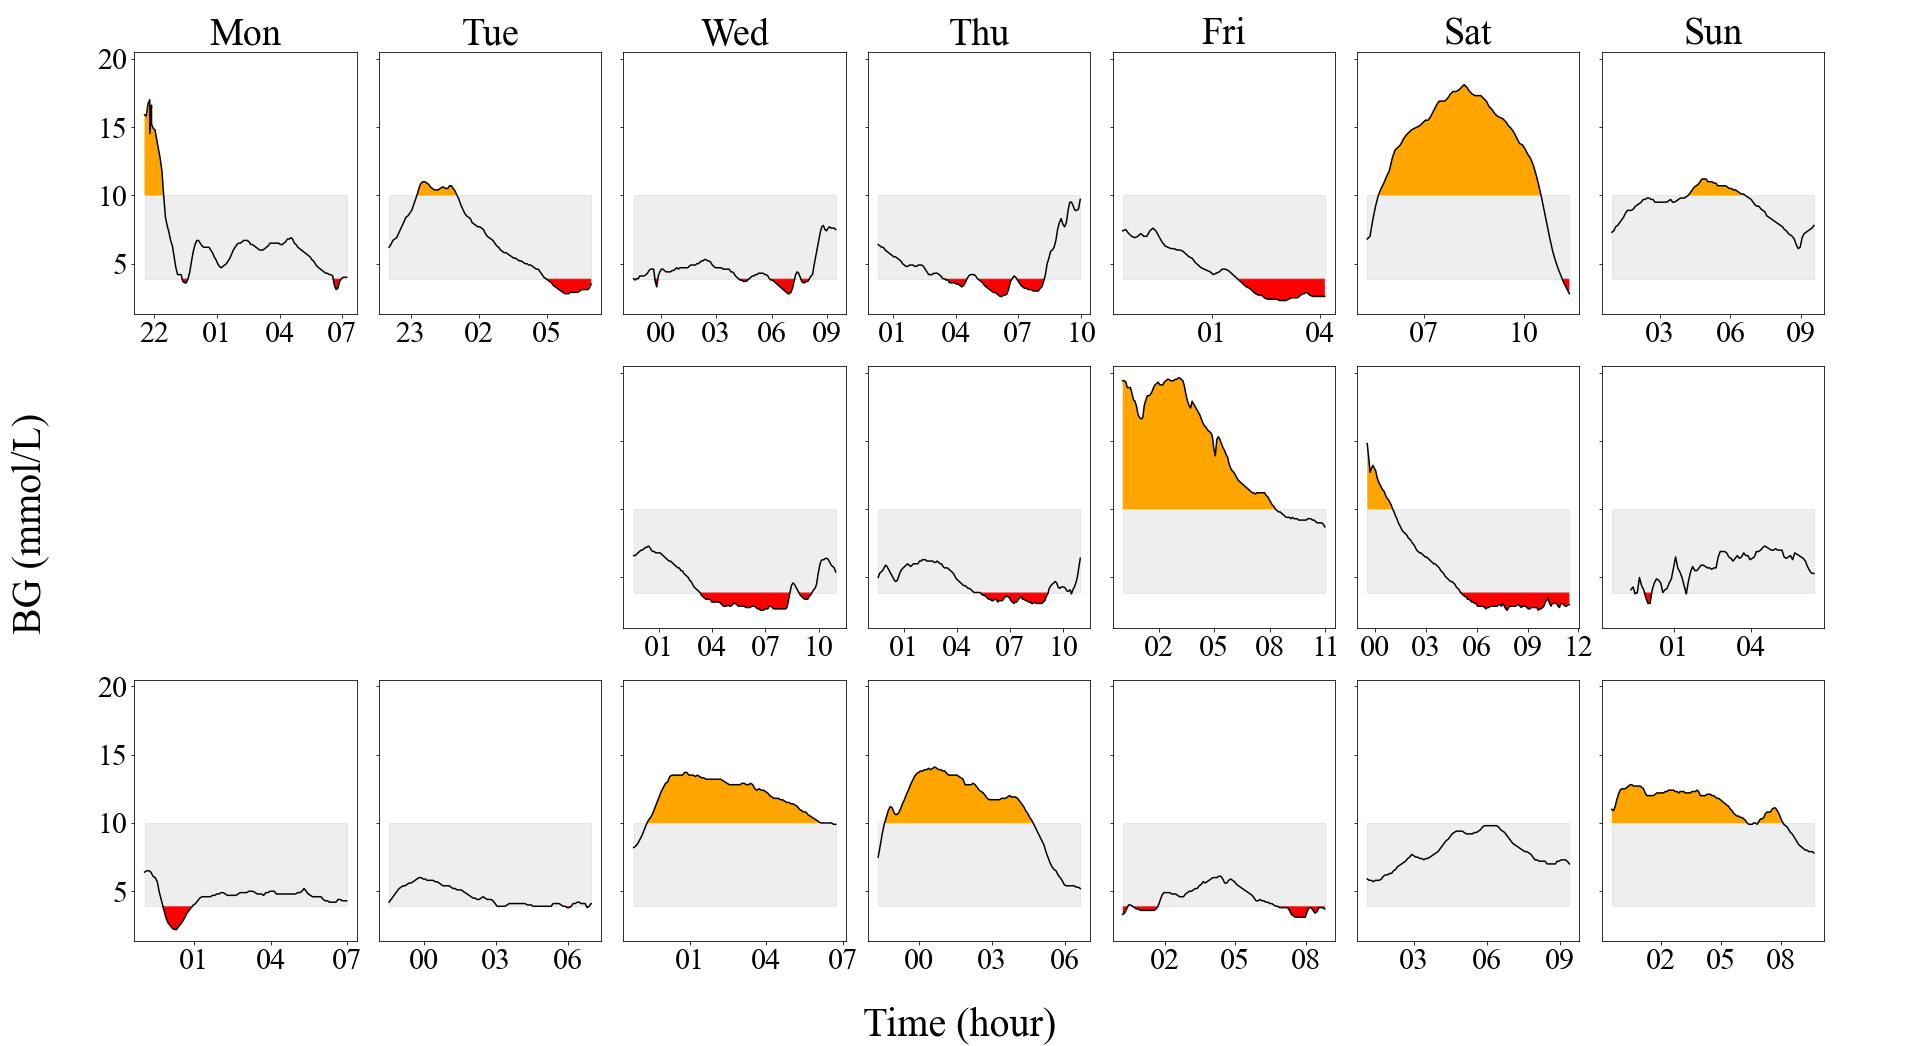 Mon Tue Wed Thu Fri Sat Sun
20
15
10
5
22 01 04 07 23 02 05 00 03 06 09 01 04 07 10 01 04 07 10 03 06 09
BG (mmol/L)
01 04 07 10 01 04 07 10 02 05 08 11 00 03 06 09 12 01 04
20
15
10
5
01 04 07 00 03 06 01 04 07 00 03 06 02 05 08 03 06 09 02 05 08
Time (hour)